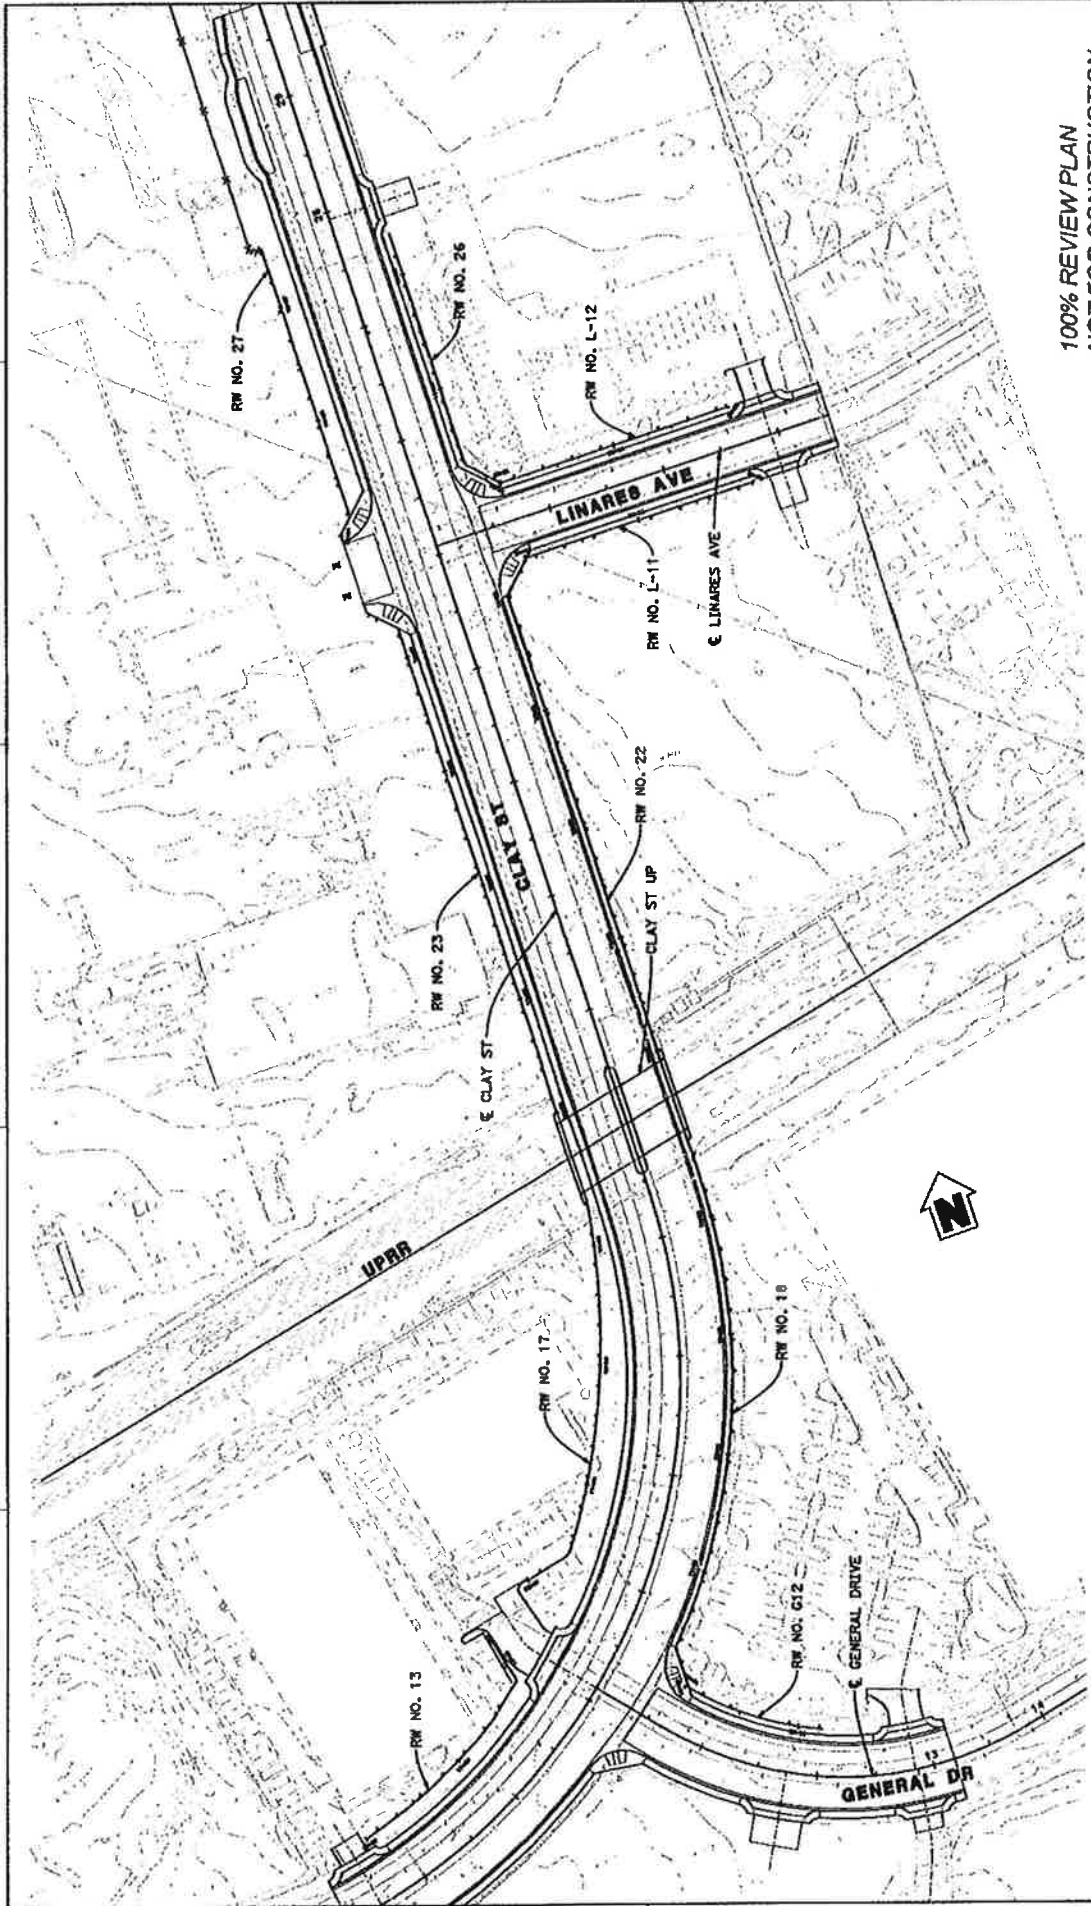 100% REVIEW PLAN
RW NO. 27
RW NO. 26
RW NO. L-12
LINARES AVE
RW NO. L-11
℄ LINARES AVE
RW NO. 22
CLAY ST
RW NO. 23
CLAY ST UP
℄ CLAY ST
UPRR
N
RW NO. 17
RW NO. 18
RW NO. 13
RW NO. G12
℄ GENERAL DRIVE
GENERAL DR
13
14